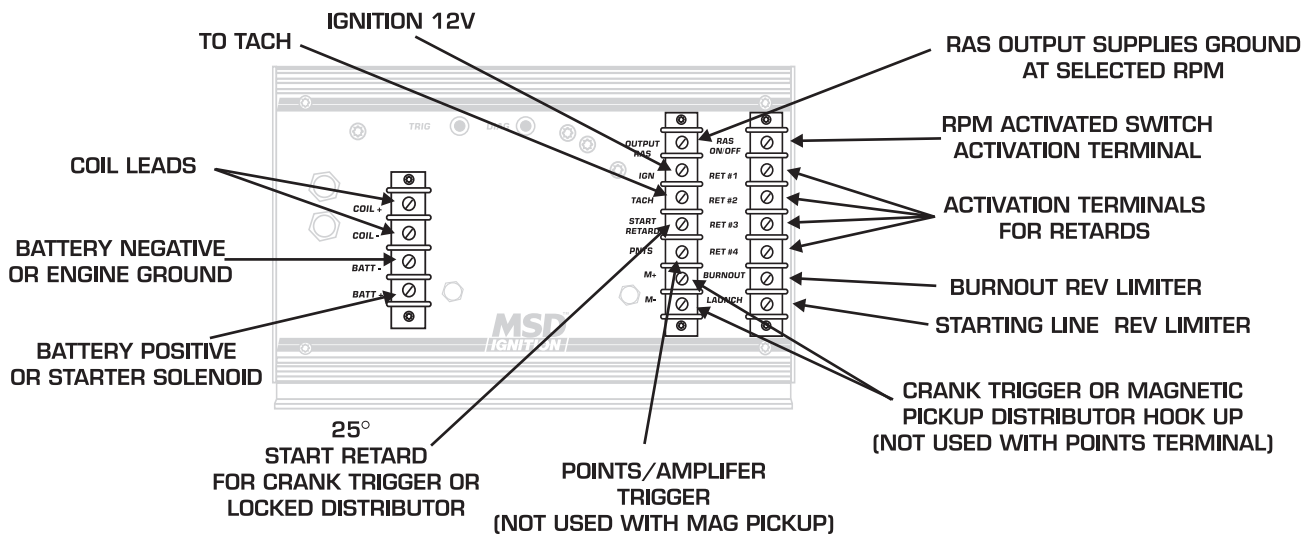 IGNITION 12V
TO TACH
RAS OUTPUT SUPPLIES GROUND
AT SELECTED RPM
RPM ACTIVATED SWITCH
ACTIVATION TERMINAL
COIL LEADS
ACTIVATION TERMINALS
FOR RETARDS
BATTERY NEGATIVE
OR ENGINE GROUND
BURNOUT REV LIMITER
STARTING LINE REV LIMITER
BATTERY POSITIVE
OR STARTER SOLENOID
CRANK TRIGGER OR MAGNETIC
PICKUP DISTRIBUTOR HOOK UP
(NOT USED WITH POINTS TERMINAL)
25°
START RETARD
FOR CRANK TRIGGER OR
LOCKED DISTRIBUTOR
POINTS/AMPLIFER
TRIGGER
(NOT USED WITH MAG PICKUP)
TRIG
DIAG
COIL +
COIL -
BATT -
BATT +
OUTPUT
RAS
IGN
TACH
START
RETARD
PNTS
M+
M-
RAS
ON/OFF
RET #1
RET #2
RET #3
RET #4
BURNOUT
LAUNCH
MSD
IGNITION